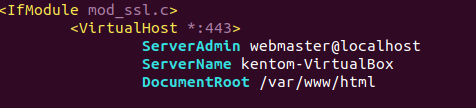 <IfModule mod_ssl.c>
<VirtualHost *:443>
ServerAdmin webmaster@localhost
ServerName kentom-VirtualBox
DocumentRoot /var/www/html